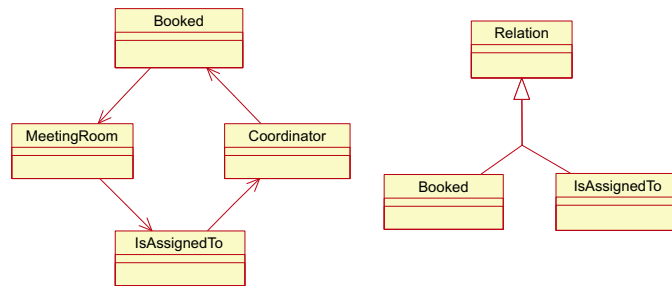 Booked
MeetingRoom
Coordinator
IsAssignedTo
Relation
Booked
IsAssignedTo